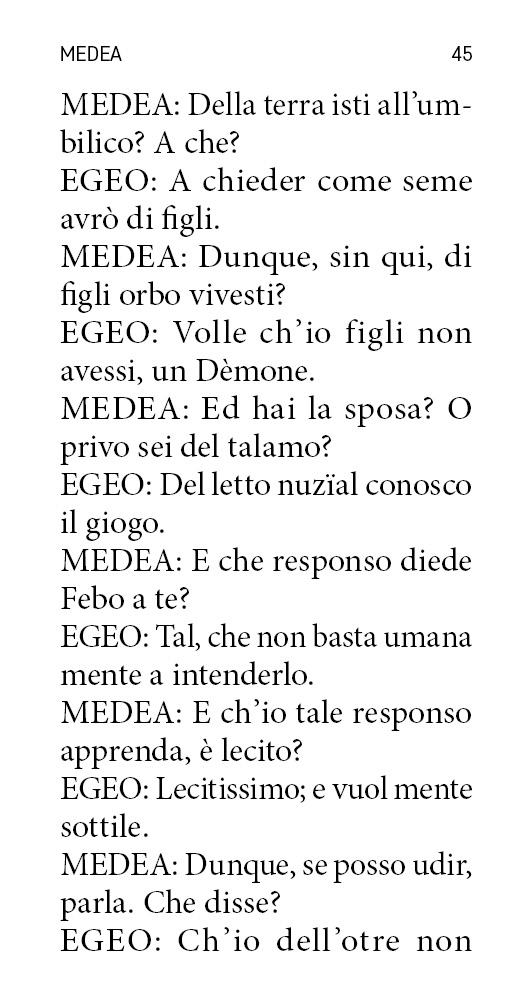 MEDEA 45
MEDEA: Della terra isti all’um-
bilico? A che?
EGEO: A chieder come seme
avrò di figli.
MEDEA: Dunque, sin qui, di
figli orbo vivesti?
EGEO: Volle ch’io figli non
avessi, un Dèmone.
MEDEA: Ed hai la sposa? O
privo sei del talamo?
EGEO: Del letto nuzïal conosco
il giogo.
MEDEA: E che responso diede
Febo a te?
EGEO: Tal, che non basta umana
mente a intenderlo.
MEDEA: E ch’io tale responso
apprenda, è lecito?
EGEO: Lecitissimo; e vuol mente
sottile.
MEDEA: Dunque, se posso udir,
parla. Che disse?
EGEO: Ch’io dell’otre non